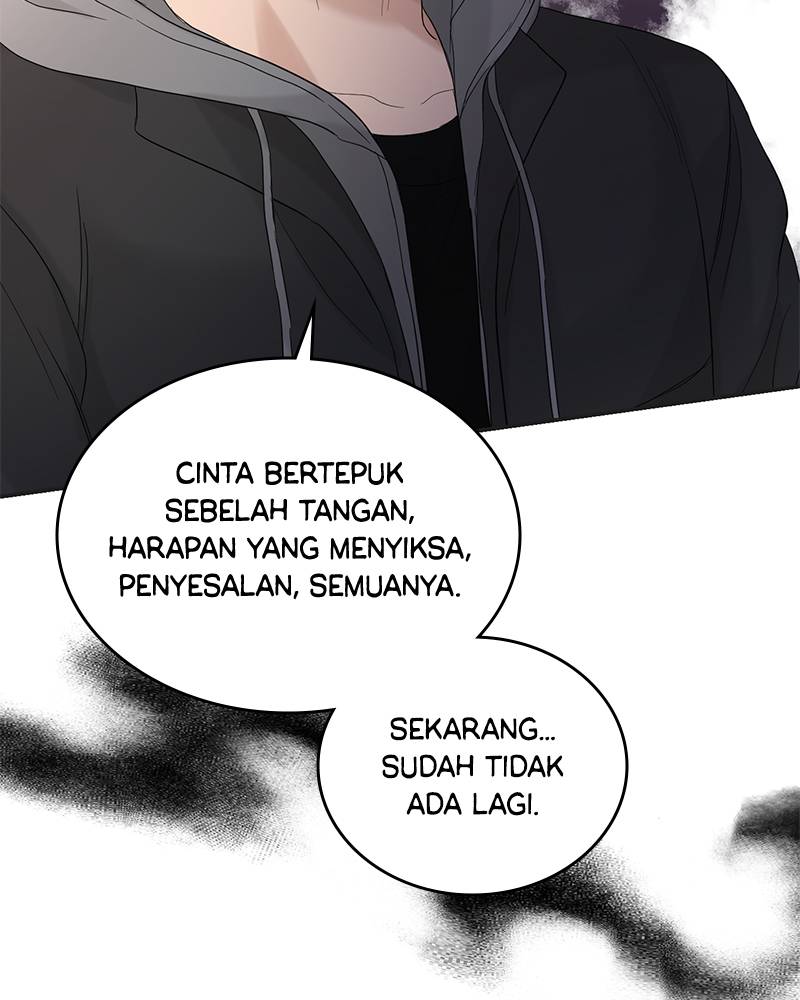 CINTA BERTEPUK
SEBELAH TANGAN,
HARAPAN YANG MENYIKSA,
PENYESALAN, SEMUANYA.
SEKARANG...
SUDAH TIDAK
ADA LAGI.